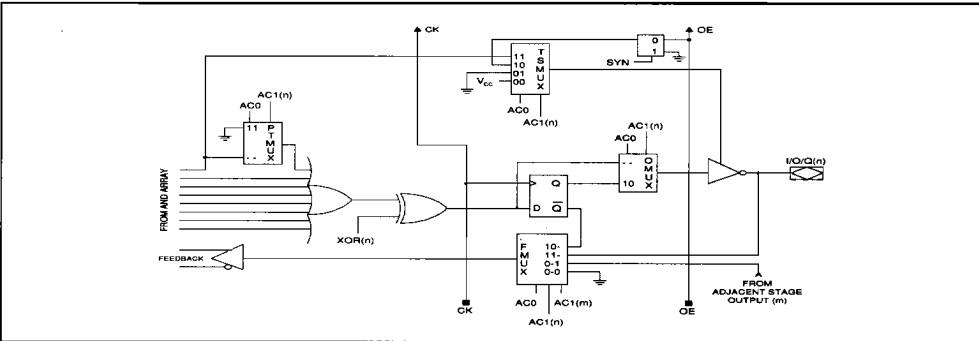 CK
OE
11
10
01
00
T
S
M
U
X
0
1
SYN
VCC
AC0
AC1(n)
AC0
AC1(n)
11
--
P
T
M
U
X
AC0
AC1(n)
--
10
O
M
U
X
I/O/Q(n)
FROM AND ARRAY
D
Q
Q
XOR(n)
FEEDBACK
F
M
U
X
10-
11-
0-1
0-0
AC0
AC1(m)
AC1(n)
FROM
ADJACENT STAGE
OUTPUT (m)
CK
OE